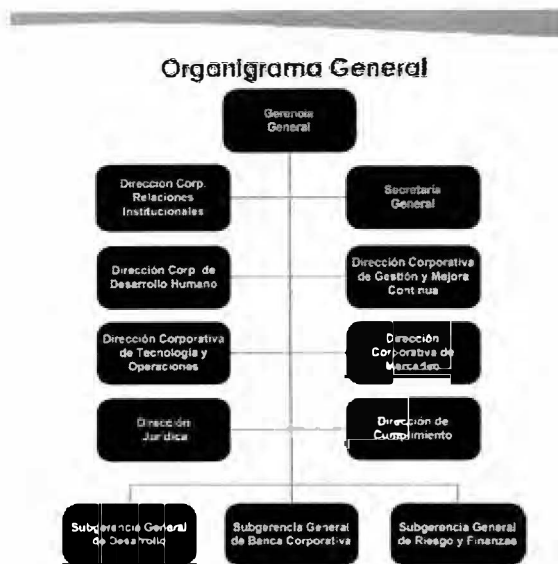 Organigrama General
Gerencia
General
Dirección Corp.
Relaciones
Institucionales
Secretaría
General
Dirección Corp. de
Desarrollo Humano
Dirección Corporativa
de Gestión y Mejora
Continua
Dirección Corporativa
de Tecnología y
Operaciones
Dirección
Corporativa de
Mercadeo
Dirección
Jurídica
Dirección de
Cumplimiento
Subgerencia General
de Desarrollo
Subgerencia General
de Banca Corporativa
Subgerencia General
de Riesgo y Finanzas